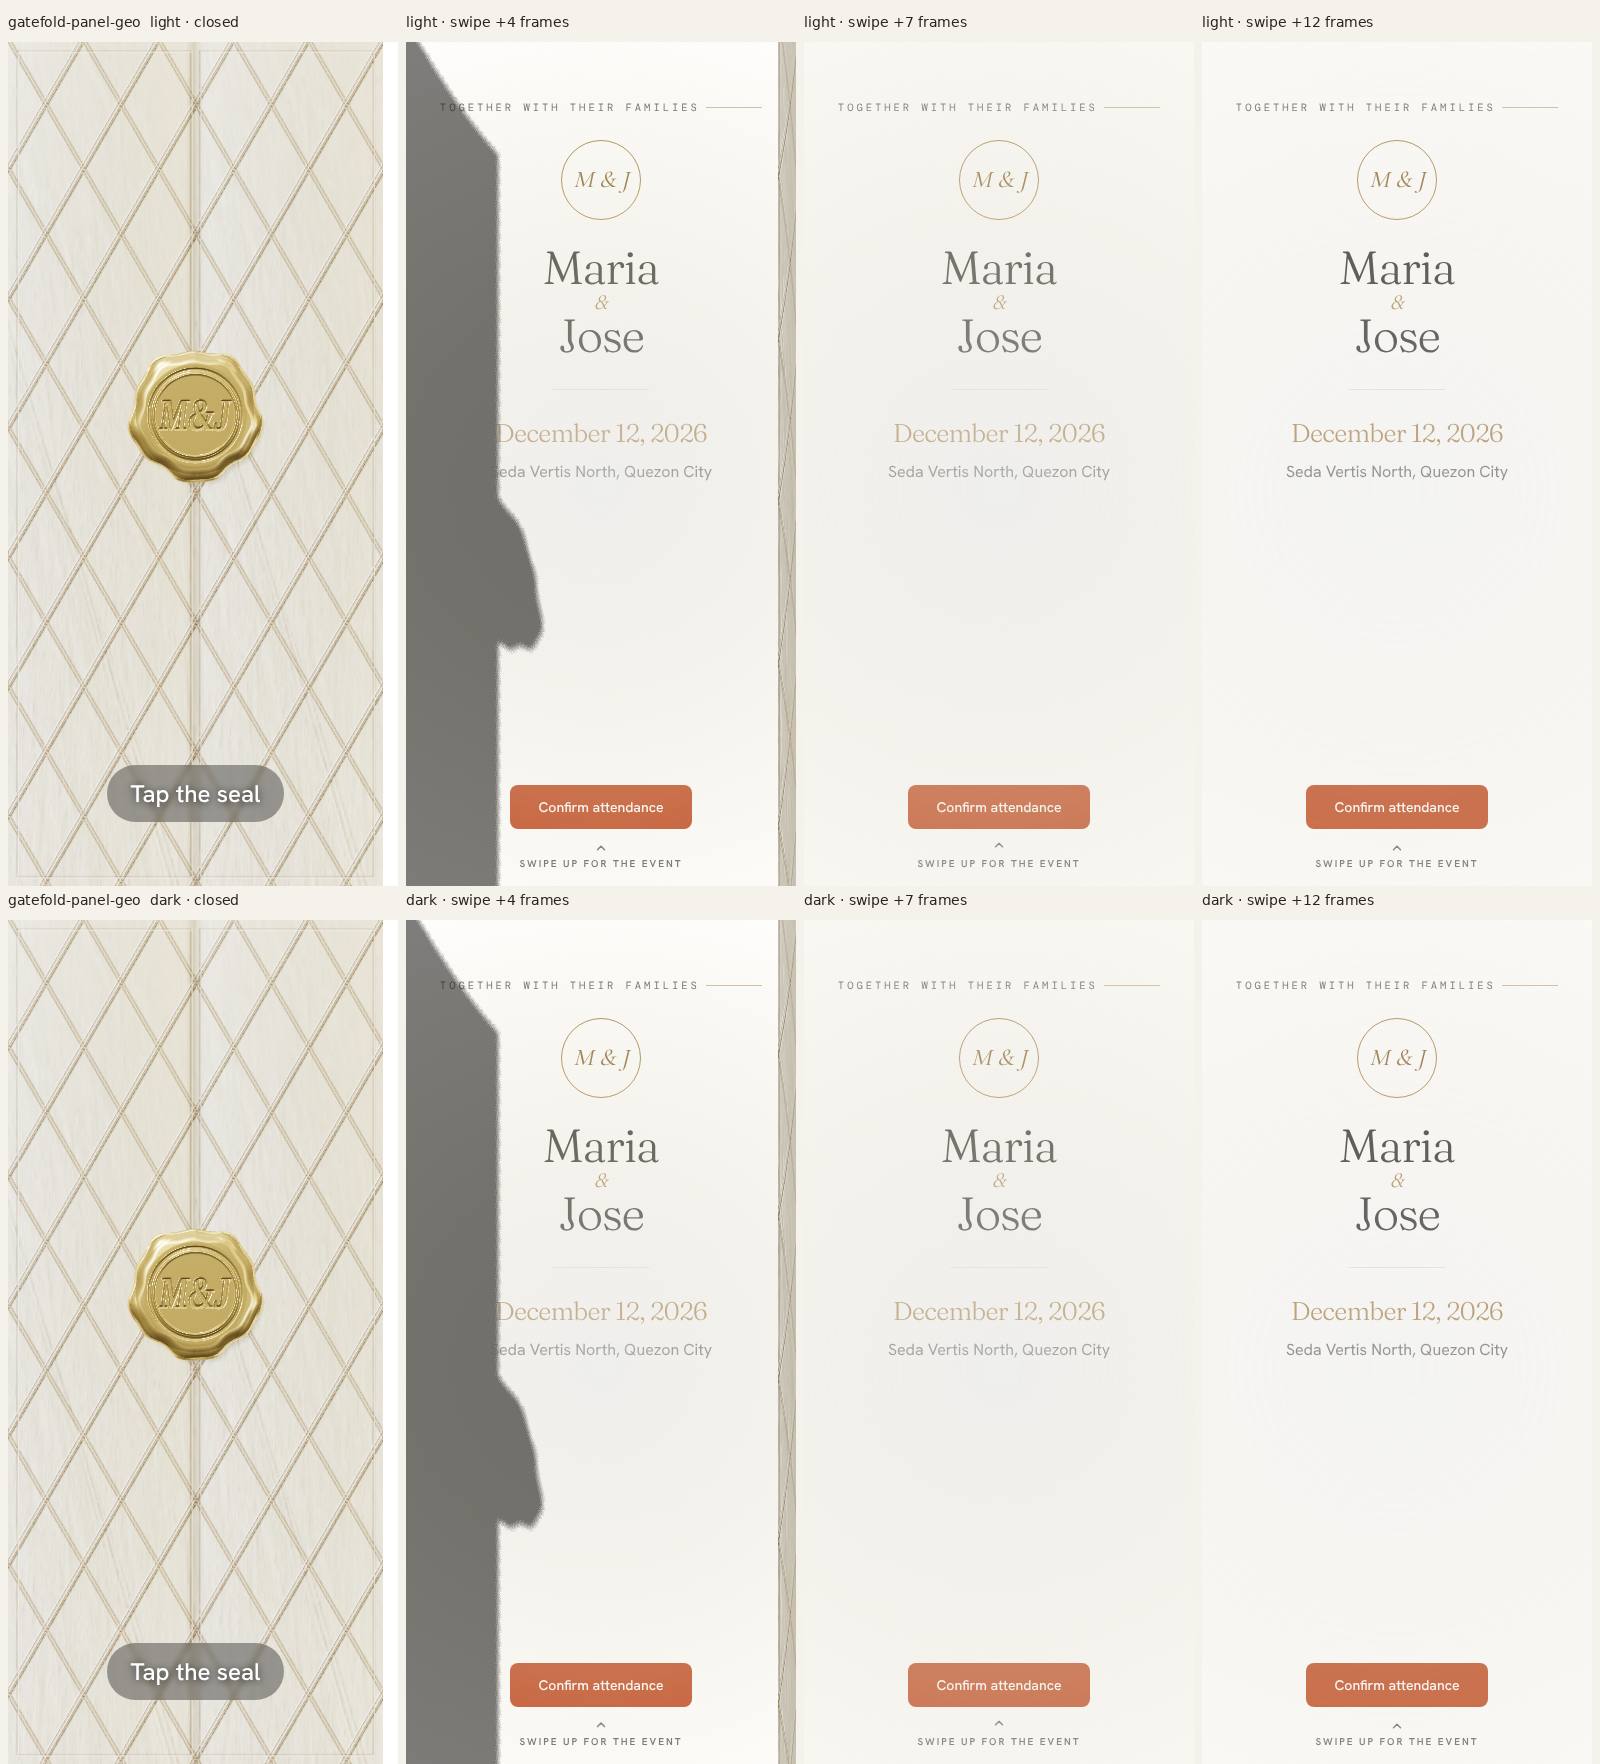 gatefold-panel-geo light · closed
M&J
Tap the seal
light · swipe +4 frames
TOGETHER WITH THEIR FAMILIES
M & J
Maria
&
Jose
December 12, 2026
Seda Vertis North, Quezon City
Confirm attendance
SWIPE UP FOR THE EVENT
light · swipe +7 frames
TOGETHER WITH THEIR FAMILIES
M & J
Maria
&
Jose
December 12, 2026
Seda Vertis North, Quezon City
Confirm attendance
SWIPE UP FOR THE EVENT
light · swipe +12 frames
TOGETHER WITH THEIR FAMILIES
M & J
Maria
&
Jose
December 12, 2026
Seda Vertis North, Quezon City
Confirm attendance
SWIPE UP FOR THE EVENT
gatefold-panel-geo dark · closed
M&J
Tap the seal
dark · swipe +4 frames
TOGETHER WITH THEIR FAMILIES
M & J
Maria
&
Jose
December 12, 2026
Seda Vertis North, Quezon City
Confirm attendance
SWIPE UP FOR THE EVENT
dark · swipe +7 frames
TOGETHER WITH THEIR FAMILIES
M & J
Maria
&
Jose
December 12, 2026
Seda Vertis North, Quezon City
Confirm attendance
SWIPE UP FOR THE EVENT
dark · swipe +12 frames
TOGETHER WITH THEIR FAMILIES
M & J
Maria
&
Jose
December 12, 2026
Seda Vertis North, Quezon City
Confirm attendance
SWIPE UP FOR THE EVENT